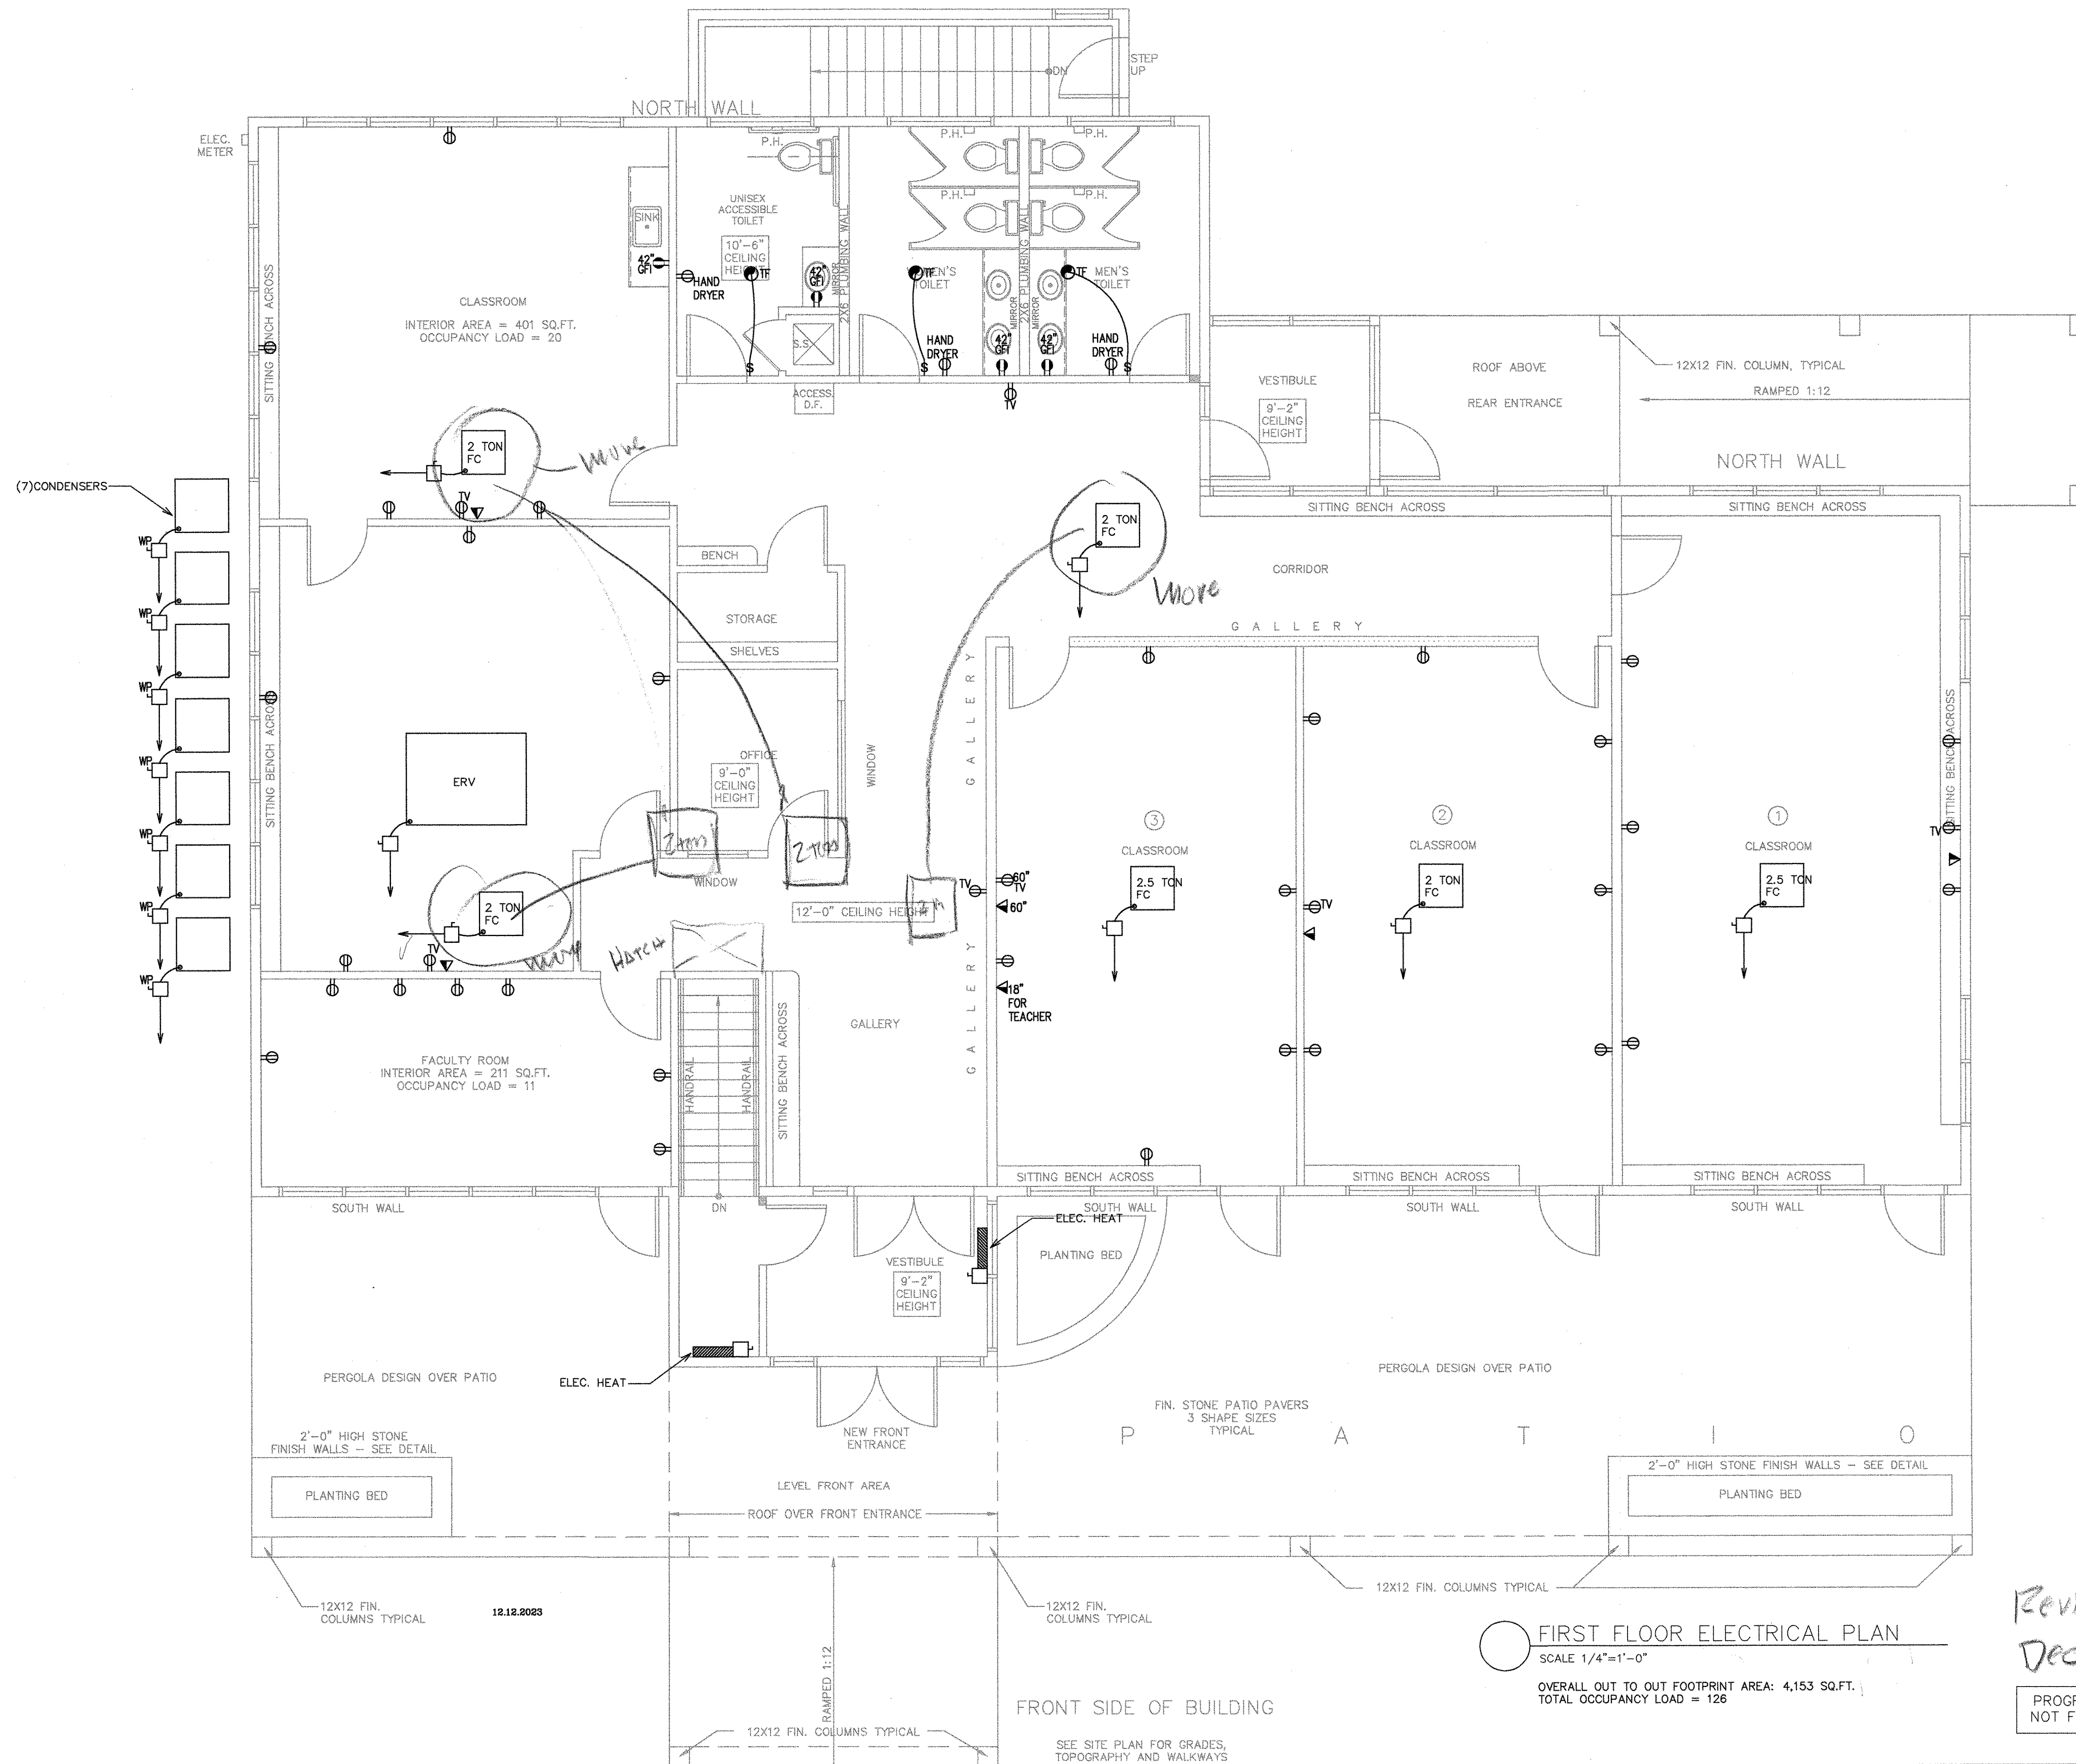 NORTH WALL
DN
STEP
UP
ELEC.
METER
P.H.
P.H.
P.H.
P.H.
P.H.
UNISEX
ACCESSIBLE
TOILET
10'-6"
CEILING
HEIGHT
SINK
42"
GFI
HAND
DRYER
TF
42"
GFI
MIRROR
2X6 PLUMBING WALL
S.S.
S
WOMEN'S
TOILET
TF
HAND
DRYER
S
MIRROR
2X6 PLUMBING WALL
MIRROR
42"
GFI
42"
GFI
TF
MEN'S
TOILET
HAND
DRYER
S
CLASSROOM
INTERIOR AREA = 401 SQ.FT.
OCCUPANCY LOAD = 20
SITTING BENCH ACROSS
ACCESS.
D.F.
TV
VESTIBULE
9'-2"
CEILING
HEIGHT
ROOF ABOVE
REAR ENTRANCE
12X12 FIN. COLUMN, TYPICAL
RAMPED 1:12
NORTH WALL
2 TON
FC
move
TV
(7)CONDENSERS
WP
WP
WP
WP
WP
WP
WP
2 TON
FC
move
SITTING BENCH ACROSS
SITTING BENCH ACROSS
CORRIDOR
GALLERY
BENCH
STORAGE
SHELVES
OFFICE
9'-0"
CEILING
HEIGHT
WINDOW
GALLERY
SITTING BENCH ACROSS
ERV
2 ton
2 ton
WINDOW
12'-0" CEILING HEIGHT
2 TON
FC
TV
move
HATCH
TV
60"
TV
60"
18"
FOR
TEACHER
GALLERY
GALLERY
3
CLASSROOM
2.5 TON
FC
2
CLASSROOM
2 TON
FC
TV
1
CLASSROOM
2.5 TON
FC
TV
SITTING BENCH ACROSS
FACULTY ROOM
INTERIOR AREA = 211 SQ.FT.
OCCUPANCY LOAD = 11
HANDRAIL
HANDRAIL
SITTING BENCH ACROSS
SITTING BENCH ACROSS
SITTING BENCH ACROSS
SITTING BENCH ACROSS
SOUTH WALL
DN
SOUTH WALL
SOUTH WALL
SOUTH WALL
ELEC. HEAT
VESTIBULE
9'-2"
CEILING
HEIGHT
PLANTING BED
ELEC. HEAT
PERGOLA DESIGN OVER PATIO
PERGOLA DESIGN OVER PATIO
FIN. STONE PATIO PAVERS
3 SHAPE SIZES
TYPICAL
PATIO
NEW FRONT
ENTRANCE
2'-0" HIGH STONE
FINISH WALLS - SEE DETAIL
PLANTING BED
LEVEL FRONT AREA
ROOF OVER FRONT ENTRANCE
2'-0" HIGH STONE FINISH WALLS - SEE DETAIL
PLANTING BED
12X12 FIN.
COLUMNS TYPICAL
12.12.2023
12X12 FIN.
COLUMNS TYPICAL
12X12 FIN. COLUMNS TYPICAL
RAMPED 1:12
12X12 FIN. COLUMNS TYPICAL
FRONT SIDE OF BUILDING
SEE SITE PLAN FOR GRADES,
TOPOGRAPHY AND WALKWAYS
FIRST FLOOR ELECTRICAL PLAN
SCALE 1/4"=1'-0"
OVERALL OUT TO OUT FOOTPRINT AREA: 4,153 SQ.FT.
TOTAL OCCUPANCY LOAD = 126
Rev
Dec
PROG
NOT F